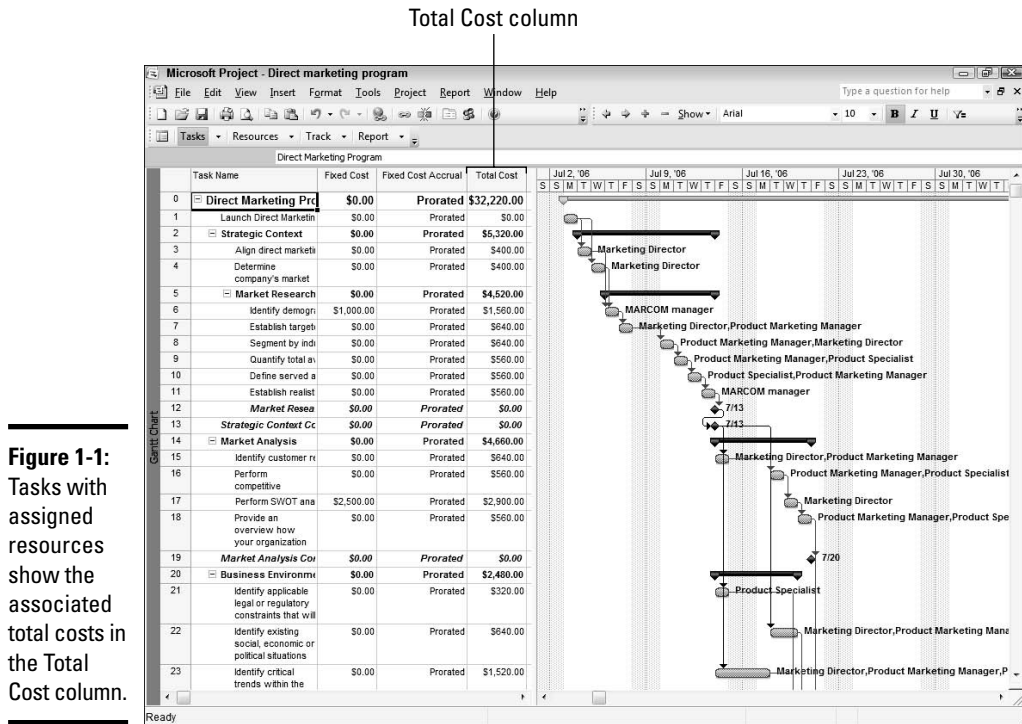 Total Cost column
Microsoft Project - Direct marketing program
File Edit View Insert Format Tools Project Report Window Help
Type a question for help
Show Arial 10 B I U
Tasks Resources Track Report
Direct Marketing Program
Task Name Fixed Cost Fixed Cost Accrual Total Cost
Jul 2, '06 Jul 9, '06 Jul 16, '06 Jul 23, '06 Jul 30, '06
S S M T W T F S S M T W T F S S M T W T F S S M T W T F S S M T W T
0 Direct Marketing Pro $0.00 Prorated $32,220.00
1 Launch Direct Marketin $0.00 Prorated $0.00
2 Strategic Context $0.00 Prorated $5,320.00
3 Align direct marketi $0.00 Prorated $400.00 Marketing Director
4 Determine $0.00 Prorated $400.00 Marketing Director
company's market
5 Market Research $0.00 Prorated $4,520.00
6 Identify demogra $1,000.00 Prorated $1,560.00 MARCOM manager
7 Establish target $0.00 Prorated $640.00 Marketing Director,Product Marketing Manager
8 Segment by indu $0.00 Prorated $640.00 Product Marketing Manager,Marketing Director
9 Quantify total av $0.00 Prorated $560.00 Product Marketing Manager,Product Specialist
10 Define served a $0.00 Prorated $560.00 Product Specialist,Product Marketing Manager
11 Establish realist $0.00 Prorated $560.00 MARCOM manager
12 Market Resea $0.00 Prorated $0.00 7/13
13 Strategic Context Co $0.00 Prorated $0.00 7/13
14 Market Analysis $0.00 Prorated $4,660.00
15 Identify customer re $0.00 Prorated $640.00 Marketing Director,Product Marketing Manager
16 Perform $0.00 Prorated $560.00 Product Marketing Manager,Product Specialist
competitive
17 Perform SWOT ana $2,500.00 Prorated $2,900.00 Marketing Director
18 Provide an $0.00 Prorated $560.00 Product Marketing Manager,Product Spe
overview how
your organization
19 Market Analysis Co $0.00 Prorated $0.00 7/20
20 Business Environme $0.00 Prorated $2,480.00
21 Identify applicable $0.00 Prorated $320.00 Product Specialist
legal or regulatory
constraints that will
22 Identify existing $0.00 Prorated $640.00 Marketing Director,Product Marketing Mana
social, economic or
political situations
23 Identify critical $0.00 Prorated $1,520.00 Marketing Director,Product Marketing Manager,P
trends within the
Gantt Chart
Ready
Figure 1-1:
Tasks with
assigned
resources
show the
associated
total costs in
the Total
Cost column.